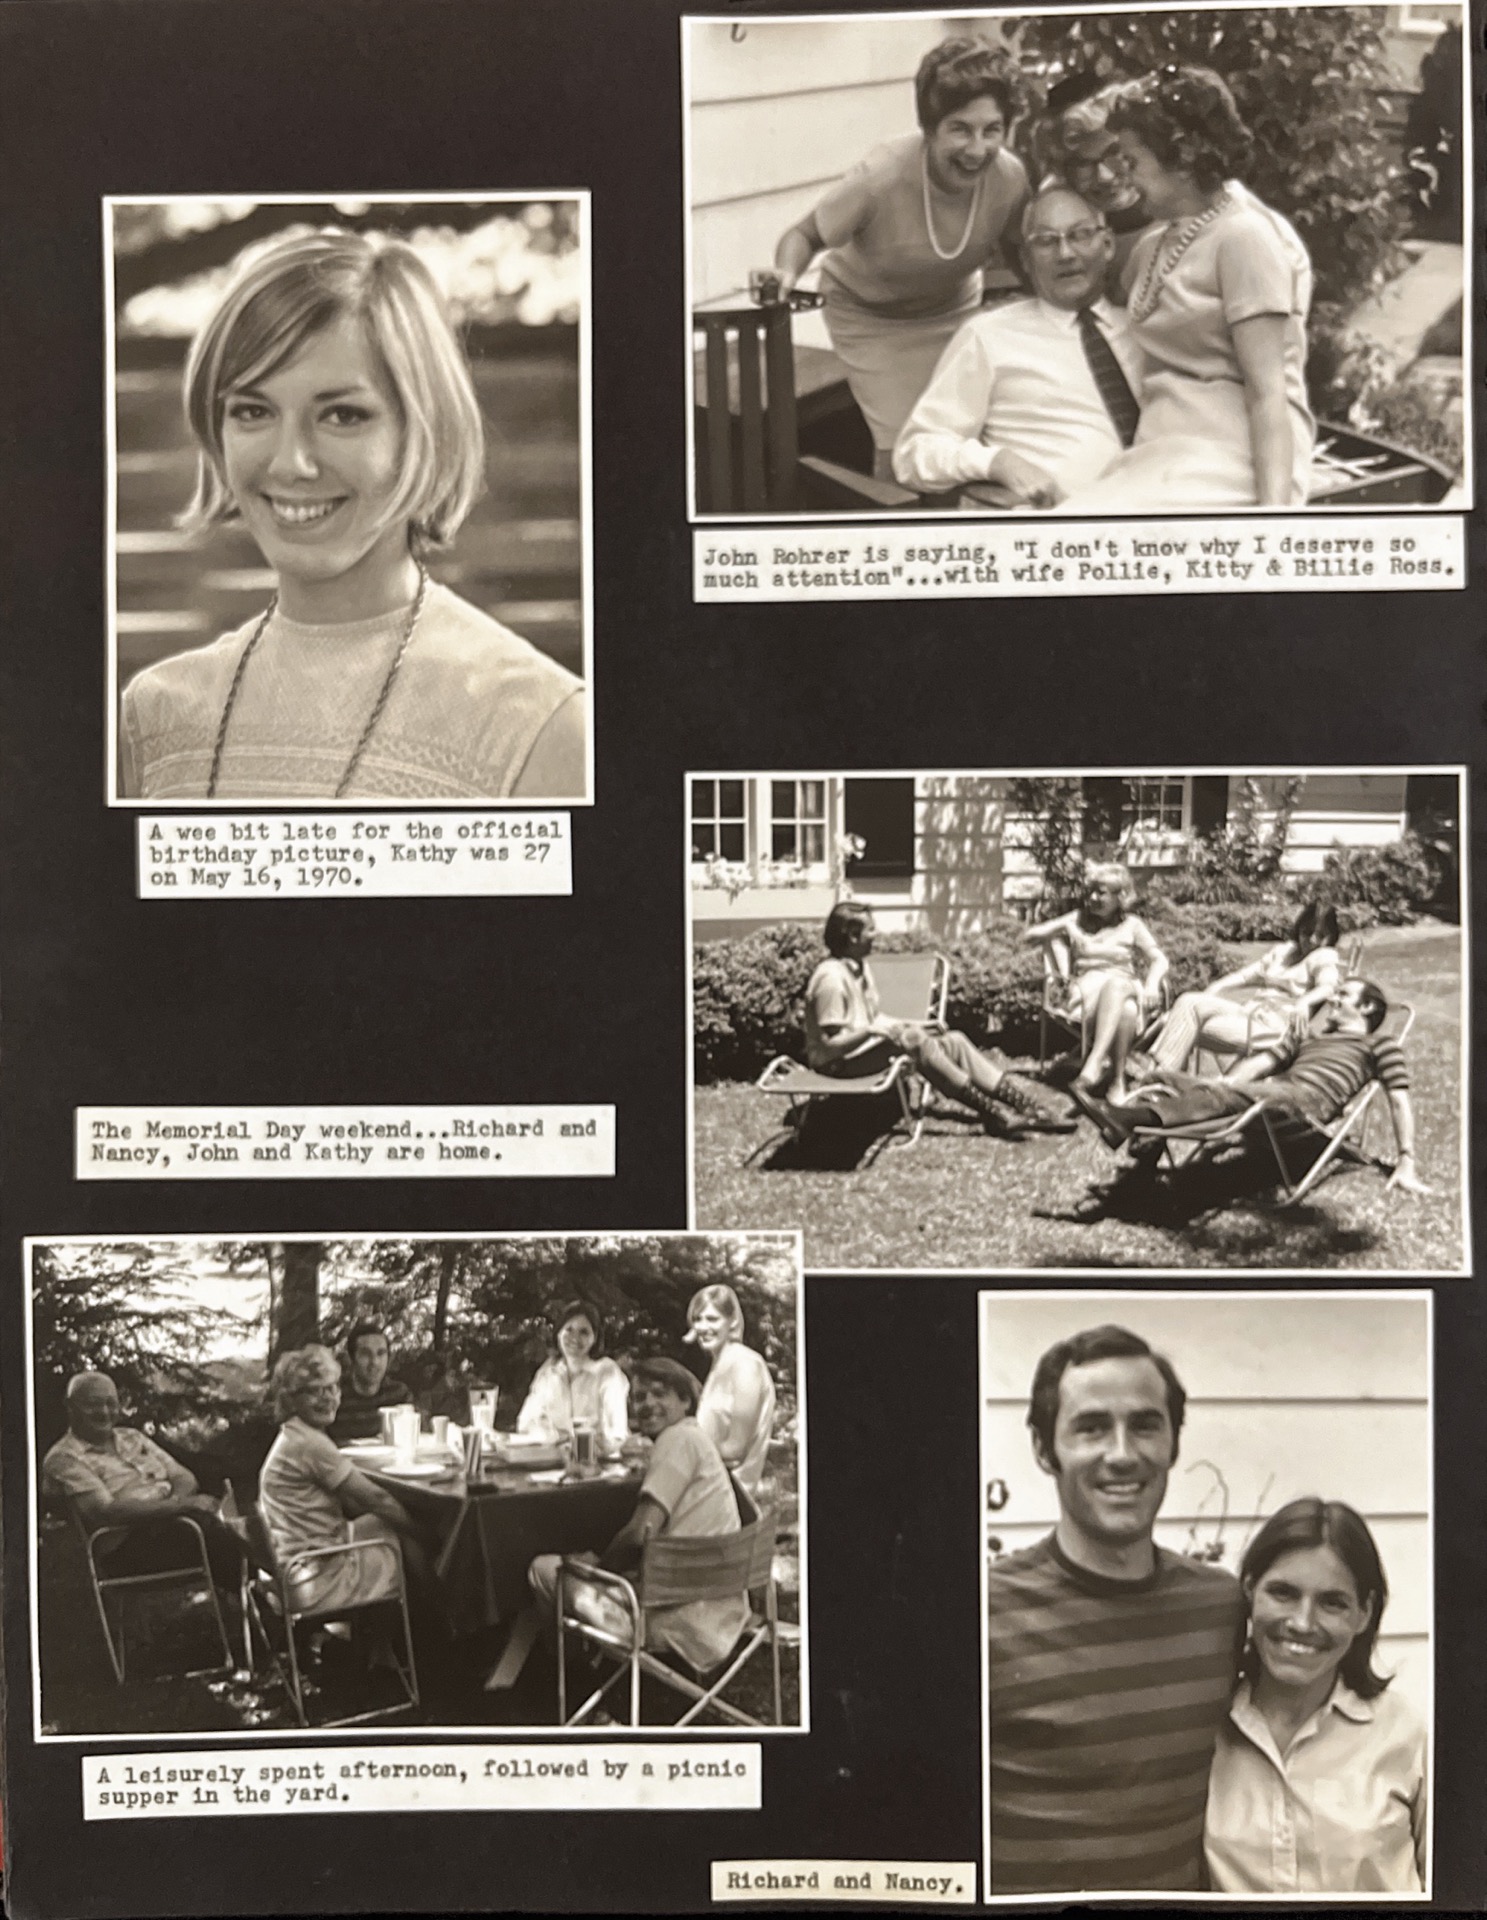 John Rohrer is saying, "I don't know why I deserve so
much attention"...with wife Pollie, Kitty & Billie Ross.
A wee bit late for the official
birthday picture, Kathy was 27
on May 16, 1970.
The Memorial Day weekend...Richard and
Nancy, John and Kathy are home.
A leisurely spent afternoon, followed by a picnic
supper in the yard.
Richard and Nancy.